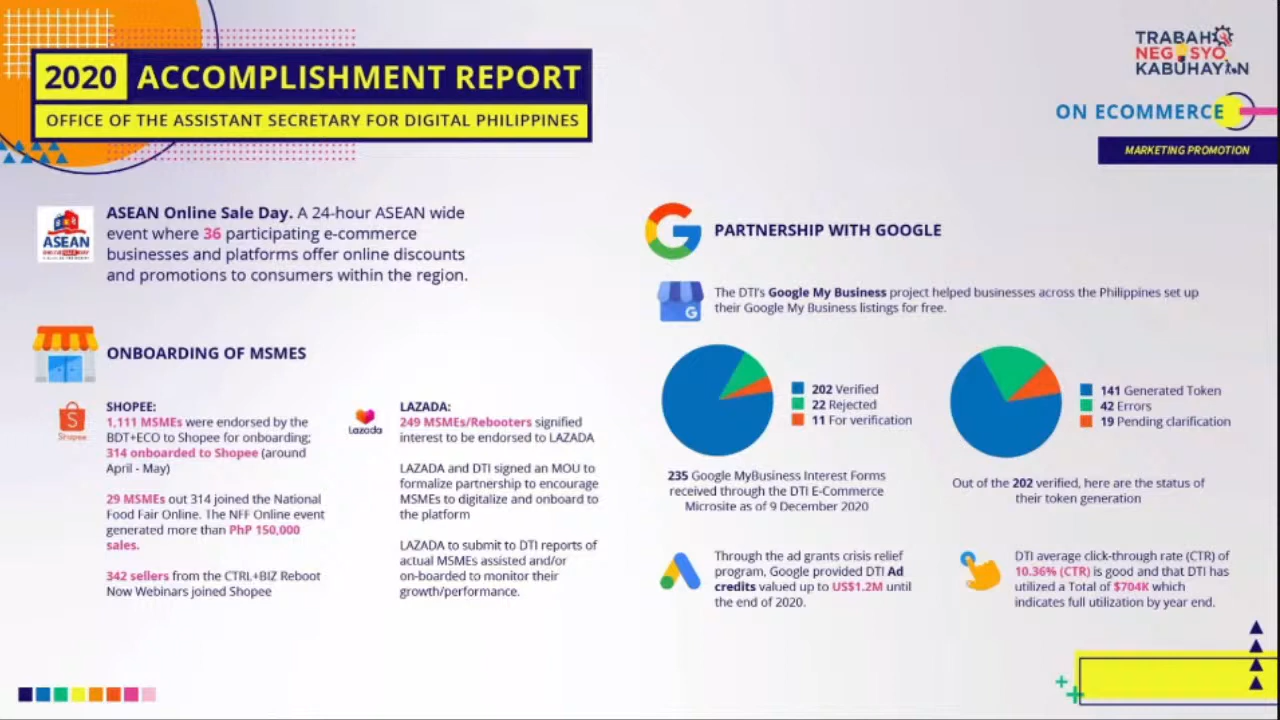 2020 ACCOMPLISHMENT REPORT
OFFICE OF THE ASSISTANT SECRETARY FOR DIGITAL PHILIPPINES
TRABAHO
NEGOSYO
KABUHAYAN
ON ECOMMERCE
MARKETING PROMOTION
ASEAN
ASEAN Online Sale Day. A 24-hour ASEAN wide
event where 36 participating e-commerce
businesses and platforms offer online discounts
and promotions to consumers within the region.
ONBOARDING OF MSMES
Shopee
SHOPEE:
1,111 MSMEs were endorsed by the
BDT+ECO to Shopee for onboarding;
314 onboarded to Shopee (around
April - May)
29 MSMEs out 314 joined the National
Food Fair Online. The NFF Online event
generated more than PhP 150,000
sales.
342 sellers from the CTRL+BIZ Reboot
Now Webinars joined Shopee
Lazada
LAZADA:
249 MSMEs/Rebooters signified
interest to be endorsed to LAZADA
LAZADA and DTI signed an MOU to
formalize partnership to encourage
MSMEs to digitalize and onboard to
the platform
LAZADA to submit to DTI reports of
actual MSMEs assisted and/or
on-boarded to monitor their
growth/performance.
G
PARTNERSHIP WITH GOOGLE
G
The DTI's Google My Business project helped businesses across the Philippines set up
their Google My Business listings for free.
202 Verified
22 Rejected
11 For verification
235 Google MyBusiness Interest Forms
received through the DTI E-Commerce
Microsite as of 9 December 2020
141 Generated Token
42 Errors
19 Pending clarification
Out of the 202 verified, here are the status of
their token generation
Through the ad grants crisis relief
program, Google provided DTI Ad
credits valued up to US$1.2M until
the end of 2020.
DTI average click-through rate (CTR) of
10.36% (CTR) is good and that DTI has
utilized a Total of $704K which
indicates full utilization by year end.